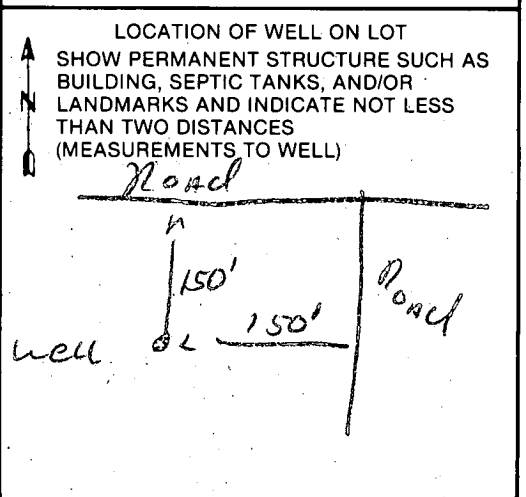 LOCATION OF WELL ON LOT
SHOW PERMANENT STRUCTURE SUCH AS
BUILDING, SEPTIC TANKS, AND/OR
N LANDMARKS AND INDICATE NOT LESS
THAN TWO DISTANCES
(MEASUREMENTS TO WELL)
Road
150'
Road
150'
well